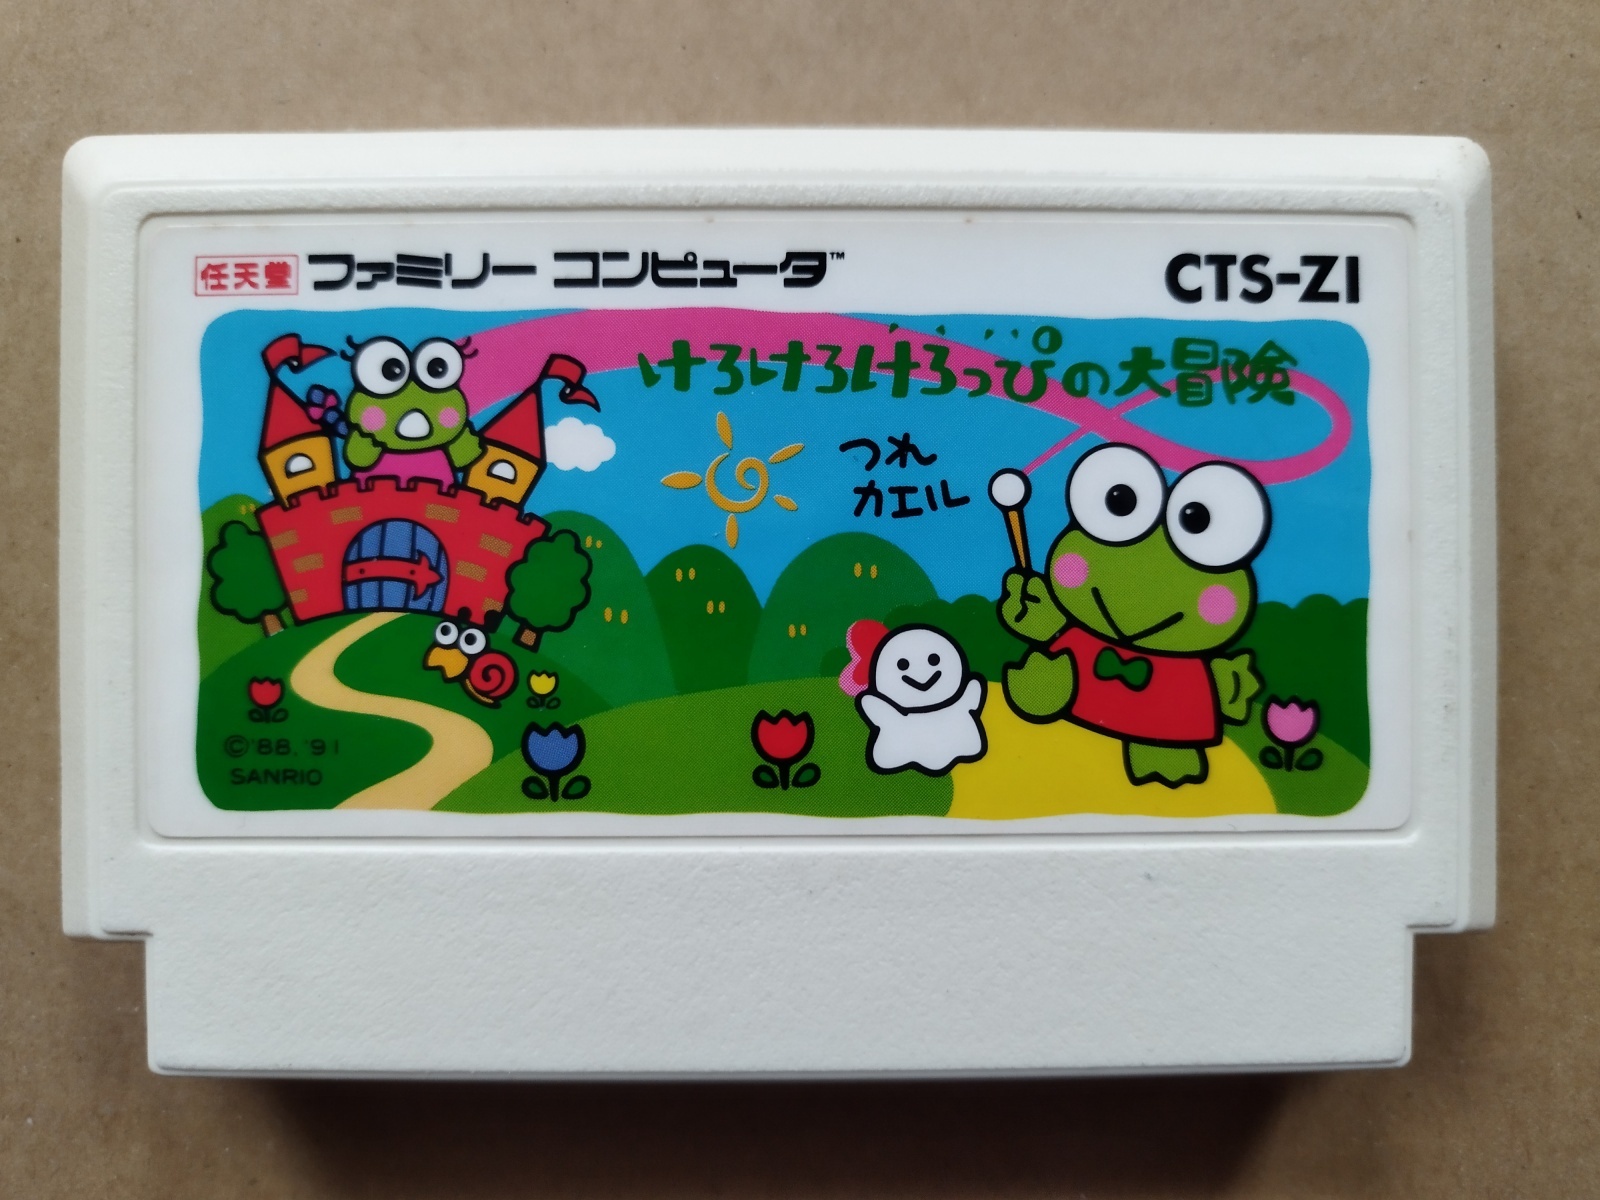 任天堂 ファミリー コンピュータ™ CTS-ZI
けろけろけろっぴの大冒険
つれ
カエル
©'88, '91
SANRIO